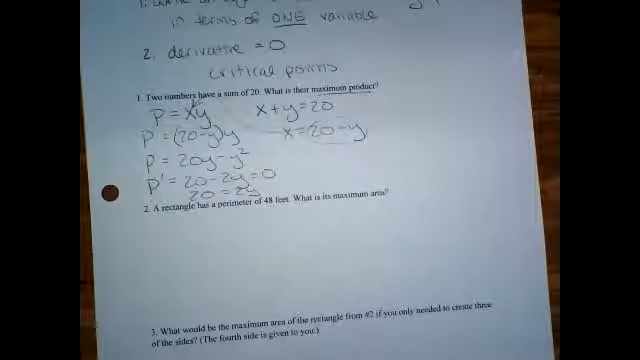 in terms of ONE variable
2. derivative = 0
critical points
1. Two numbers have a sum of 20. What is their maximum product?
P = xy x + y = 20
P = (20-y)y x = 20-y
P = 20y - y²
P' = 20 - 2y = 0
20 = 2y
2. A rectangle has a perimeter of 48 feet. What is its maximum area?
3. What would be the maximum area of the rectangle from #2 if you only needed to create three
of the sides? (The fourth side is given to you.)